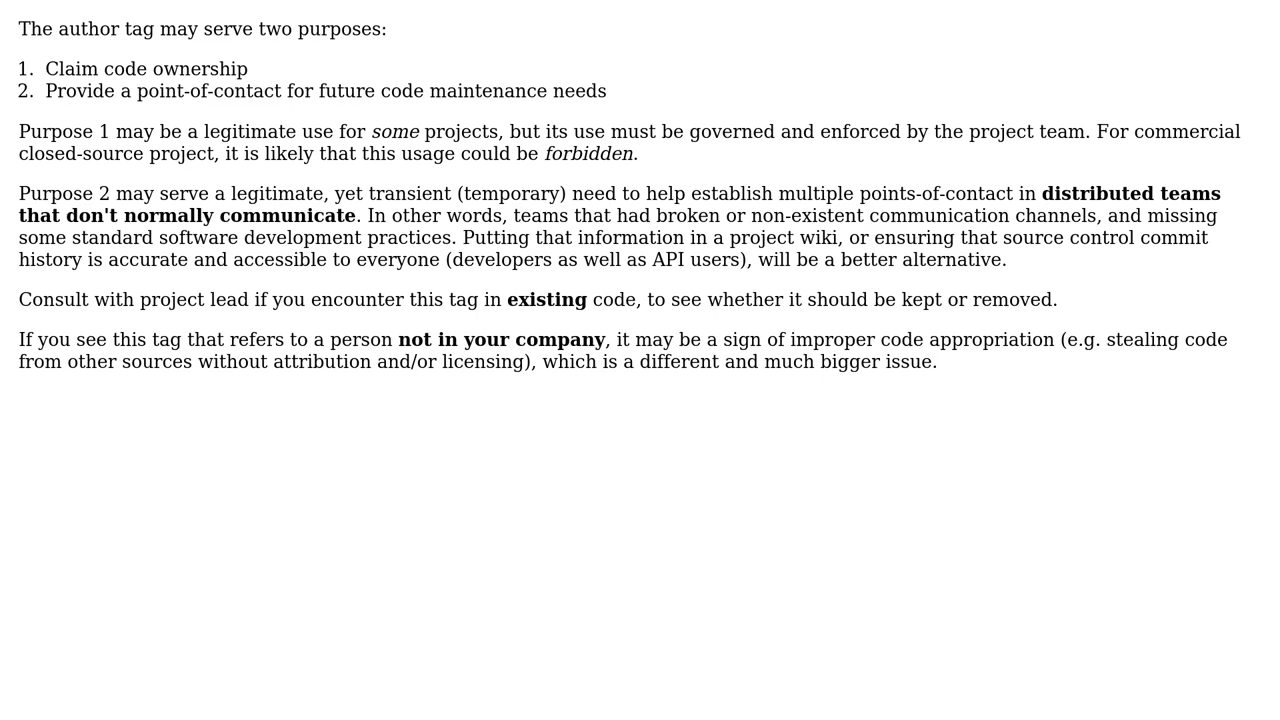 The author tag may serve two purposes:
1. Claim code ownership
2. Provide a point-of-contact for future code maintenance needs
Purpose 1 may be a legitimate use for some projects, but its use must be governed and enforced by the project team. For commercial
closed-source project, it is likely that this usage could be forbidden.
Purpose 2 may serve a legitimate, yet transient (temporary) need to help establish multiple points-of-contact in distributed teams
that don't normally communicate. In other words, teams that had broken or non-existent communication channels, and missing
some standard software development practices. Putting that information in a project wiki, or ensuring that source control commit
history is accurate and accessible to everyone (developers as well as API users), will be a better alternative.
Consult with project lead if you encounter this tag in existing code, to see whether it should be kept or removed.
If you see this tag that refers to a person not in your company, it may be a sign of improper code appropriation (e.g. stealing code
from other sources without attribution and/or licensing), which is a different and much bigger issue.